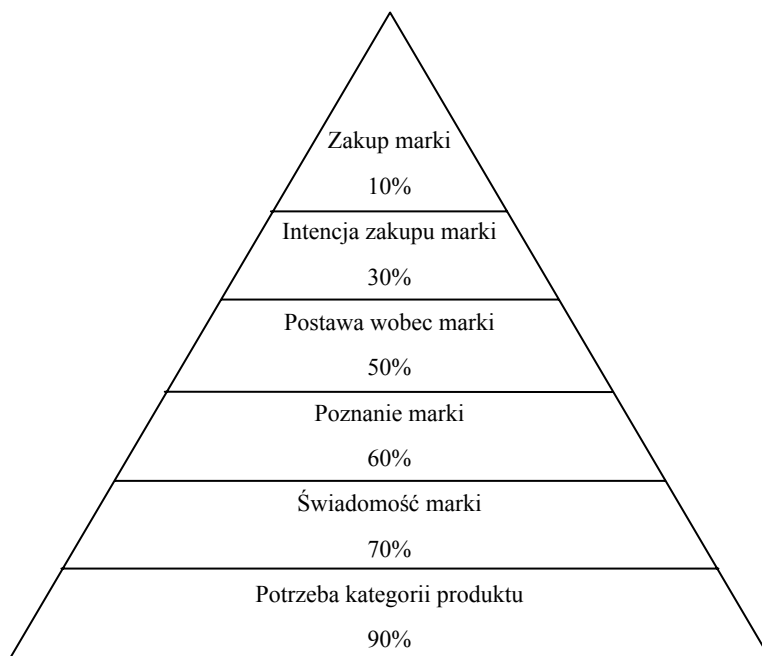 Zakup marki
10%
Intencja zakupu marki
30%
Postawa wobec marki
50%
Poznanie marki
60%
Świadomość marki
70%
Potrzeba kategorii produktu
90%